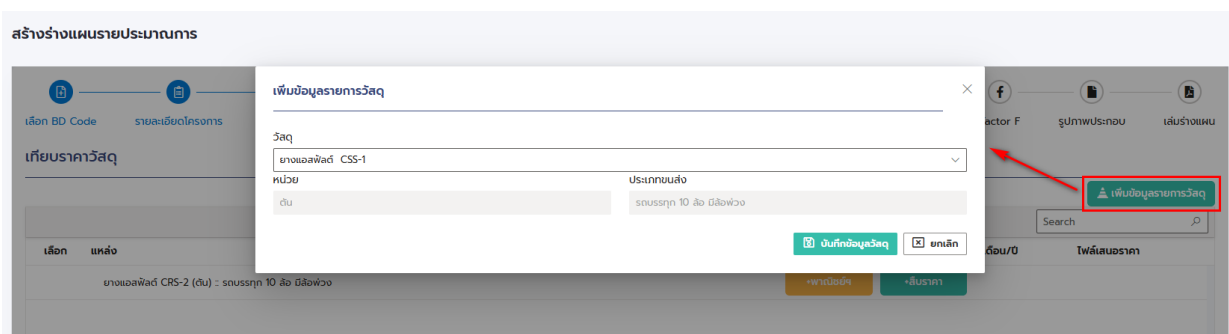 สร้างร่างแผนรายประมาณการ
เลือก BD Code
รายละเอียดโครงการ
actor F
รูปภาพประกอบ
เล่มร่างแผน
เทียบราคาวัสดุ
เพิ่มข้อมูลรายการวัสดุ
วัสดุ
ยางแอสฟัลต์ CSS-1
หน่วย ประเภทขนส่ง
ตัน รถบรรทุก 10 ล้อ มีล้อพ่วง
บันทึกข้อมูลวัสดุ ยกเลิก
เพิ่มข้อมูลรายการวัสดุ
Search
เลือก แหล่ง ดือน/ปี ไฟล์เสนอราคา
ยางแอสฟัลต์ CRS-2 (ตัน) :: รถบรรทุก 10 ล้อ มีล้อพ่วง +พาณิชย์ฯ +สืบราคา